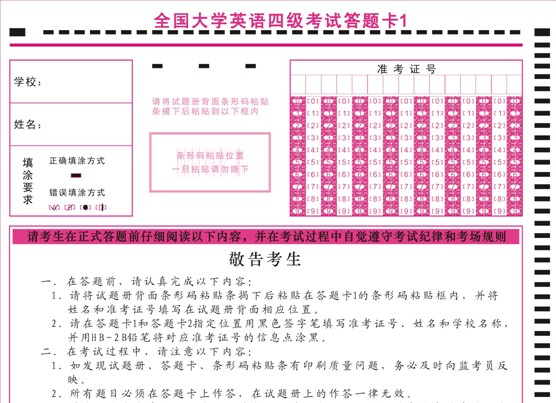 全国大学英语四级考试答题卡1
学校：
姓名：
填涂要求
正确填涂方式
错误填涂方式
请将试题册背面条形码粘贴
条揭下后粘贴到以下框内
条形码粘贴位置
一旦粘贴请勿撕下
准考证号
[0] [0] [0] [0] [0] [0] [0] [0] [0] [0] [0] [0] [0] [0] [0]
[1] [1] [1] [1] [1] [1] [1] [1] [1] [1] [1] [1] [1] [1] [1]
[2] [2] [2] [2] [2] [2] [2] [2] [2] [2] [2] [2] [2] [2] [2]
[3] [3] [3] [3] [3] [3] [3] [3] [3] [3] [3] [3] [3] [3] [3]
[4] [4] [4] [4] [4] [4] [4] [4] [4] [4] [4] [4] [4] [4] [4]
[5] [5] [5] [5] [5] [5] [5] [5] [5] [5] [5] [5] [5] [5] [5]
[6] [6] [6] [6] [6] [6] [6] [6] [6] [6] [6] [6] [6] [6] [6]
[7] [7] [7] [7] [7] [7] [7] [7] [7] [7] [7] [7] [7] [7] [7]
[8] [8] [8] [8] [8] [8] [8] [8] [8] [8] [8] [8] [8] [8] [8]
[9] [9] [9] [9] [9] [9] [9] [9] [9] [9] [9] [9] [9] [9] [9]
请考生在正式答题前仔细阅读以下内容，并在考试过程中自觉遵守考试纪律和考场规则
敬告考生
一．在答题前，请认真完成以下内容：
1．请将试题册背面条形码粘贴条揭下后粘贴在答题卡1的条形码粘贴框内，并将
姓名和准考证号填写在试题册背面相应位置。
2．请在答题卡1和答题卡2指定位置用黑色签字笔填写准考证号、姓名和学校名称，
并用HB-2B铅笔将对应准考证号的信息点涂黑。
二．在考试过程中，请注意以下内容：
1．如发现试题册、答题卡、条形码粘贴条有印刷质量问题，务必及时向监考员反
映。
2．所有题目必须在答题卡上作答，在试题册上的作答一律无效。